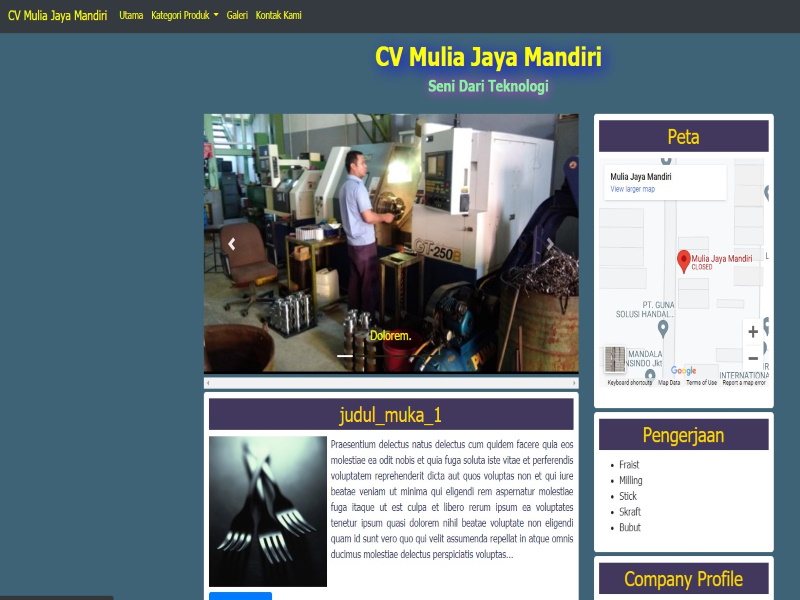 CV Mulia Jaya Mandiri Utama Kategori Produk Galeri Kontak Kami
CV Mulia Jaya Mandiri
Seni Dari Teknologi
GT-250B
Dolorem.
Peta
Mulia Jaya Mandiri
View larger map
Mulia Jaya Mandiri
CLOSED
PT. GUNA
SOLUSI HANDAL...
MANDALA
NSINDO Jkt
INTERNATIONA
Google
Keyboard shortcuts Map Data Terms of Use Report a map error
judul_muka_1
Praesentium delectus natus delectus cum quidem facere quia eos
molestiae ea odit nobis et quia fuga soluta iste vitae et perferendis
voluptatem reprehenderit dicta aut quos voluptas non et qui iure
beatae veniam ut minima qui eligendi rem aspernatur molestiae
fuga itaque ut est culpa et libero rerum ipsum ea voluptates
tenetur ipsum quasi dolorem nihil beatae voluptate non eligendi
quam id sunt vero quo qui velit assumenda repellat in atque omnis
ducimus molestiae delectus perspiciatis voluptas...
Pengerjaan
Fraist
Milling
Stick
Skraft
Bubut
Company Profile